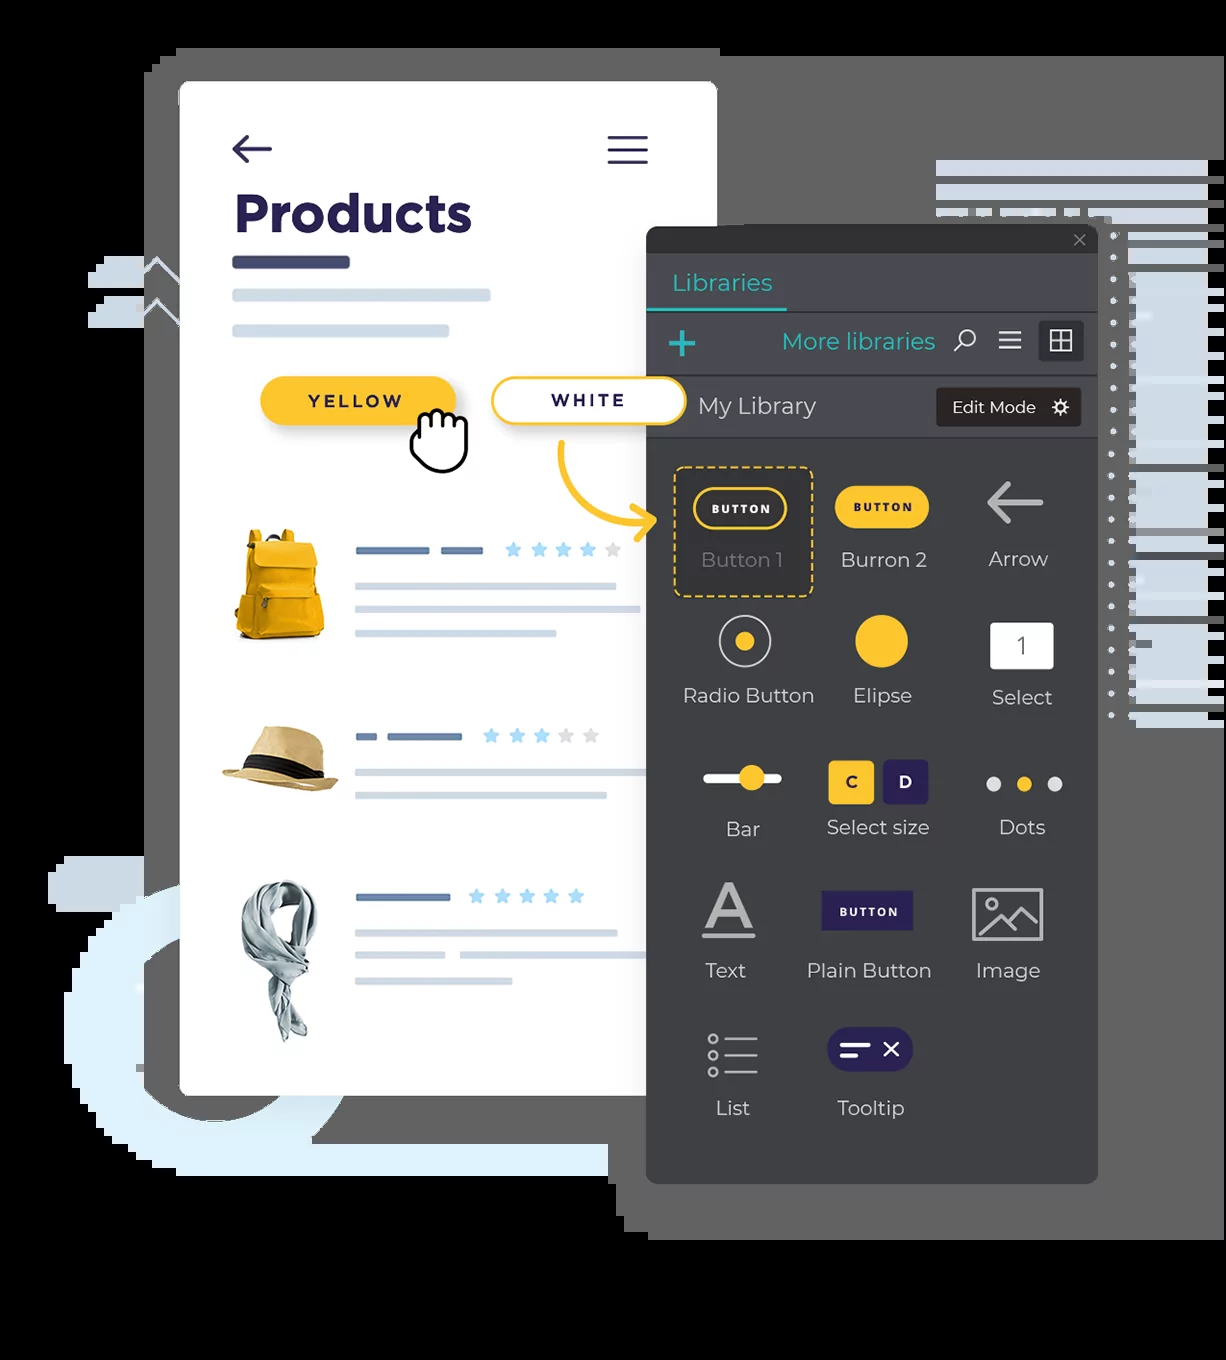 Products
YELLOW
WHITE
Libraries
More libraries
My Library
Edit Mode
BUTTON
BUTTON
Button 1
Burron 2
Arrow
1
Radio Button
Elipse
Select
C
D
Bar
Select size
Dots
A
BUTTON
Text
Plain Button
Image
List
Tooltip